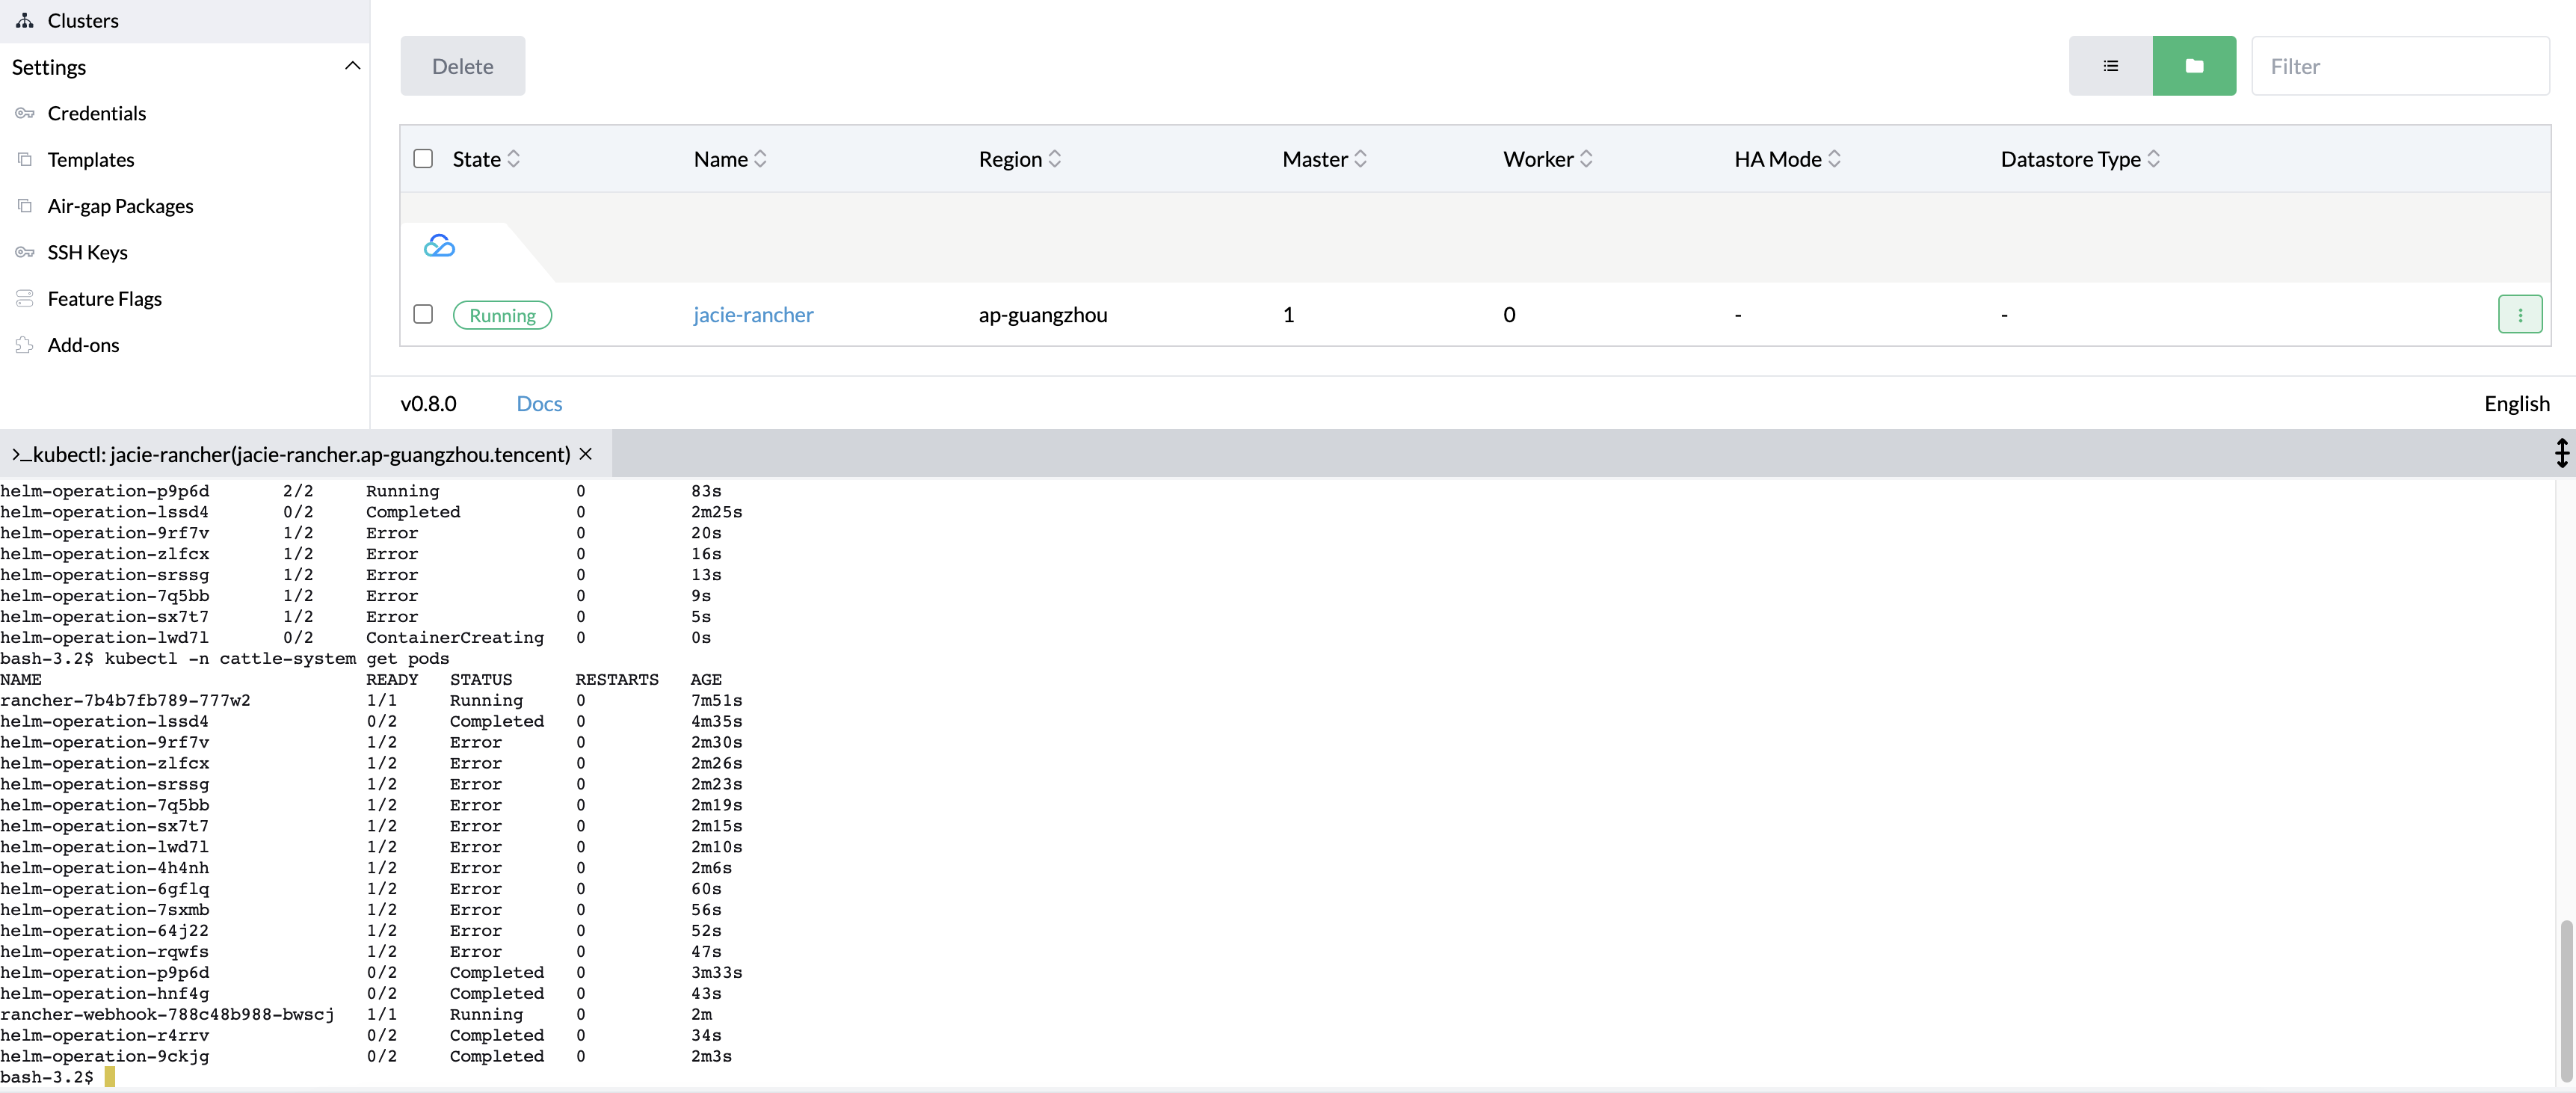 Clusters
Settings
Credentials
Templates
Air-gap Packages
SSH Keys
Feature Flags
Add-ons
Delete
Filter
State Name Region Master Worker HA Mode Datastore Type
Running jacie-rancher ap-guangzhou 1 0 - -
v0.8.0 Docs English
>_kubectl: jacie-rancher(jacie-rancher.ap-guangzhou.tencent) ×
helm-operation-p9p6d 2/2 Running 0 83s
helm-operation-lssd4 0/2 Completed 0 2m25s
helm-operation-9rf7v 1/2 Error 0 20s
helm-operation-zlfcx 1/2 Error 0 16s
helm-operation-srssg 1/2 Error 0 13s
helm-operation-7q5bb 1/2 Error 0 9s
helm-operation-sx7t7 1/2 Error 0 5s
helm-operation-lwd7l 0/2 ContainerCreating 0 0s
bash-3.2$ kubectl -n cattle-system get pods
NAME READY STATUS RESTARTS AGE
rancher-7b4b7fb789-777w2 1/1 Running 0 7m51s
helm-operation-lssd4 0/2 Completed 0 4m35s
helm-operation-9rf7v 1/2 Error 0 2m30s
helm-operation-zlfcx 1/2 Error 0 2m26s
helm-operation-srssg 1/2 Error 0 2m23s
helm-operation-7q5bb 1/2 Error 0 2m19s
helm-operation-sx7t7 1/2 Error 0 2m15s
helm-operation-lwd7l 1/2 Error 0 2m10s
helm-operation-4h4nh 1/2 Error 0 2m6s
helm-operation-6gflq 1/2 Error 0 60s
helm-operation-7sxmb 1/2 Error 0 56s
helm-operation-64j22 1/2 Error 0 52s
helm-operation-rqwfs 1/2 Error 0 47s
helm-operation-p9p6d 0/2 Completed 0 3m33s
helm-operation-hnf4g 0/2 Completed 0 43s
rancher-webhook-788c48b988-bwscj 1/1 Running 0 2m
helm-operation-r4rrv 0/2 Completed 0 34s
helm-operation-9ckjg 0/2 Completed 0 2m3s
bash-3.2$